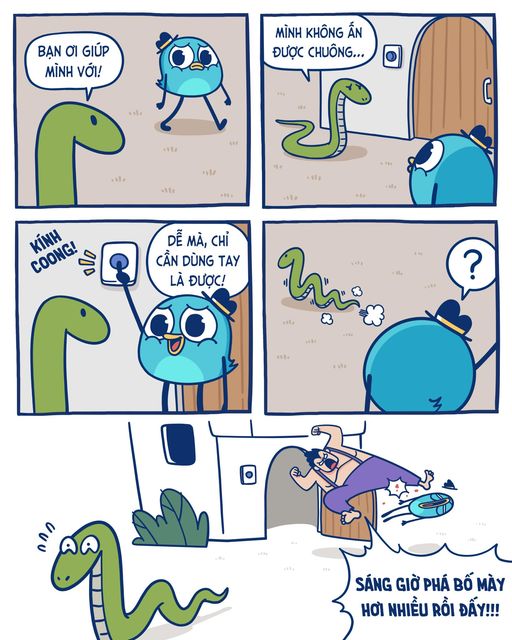 BẠN ƠI GIÚP
MÌNH VỚI!
MÌNH KHÔNG ẤN
ĐƯỢC CHUÔNG...
KÍNH
COONG!
DỄ MÀ, CHỈ
CẦN DÙNG TAY
LÀ ĐƯỢC!
?
SÁNG GIỜ PHÁ BỐ MÀY
HƠI NHIỀU RỒI ĐẤY!!!